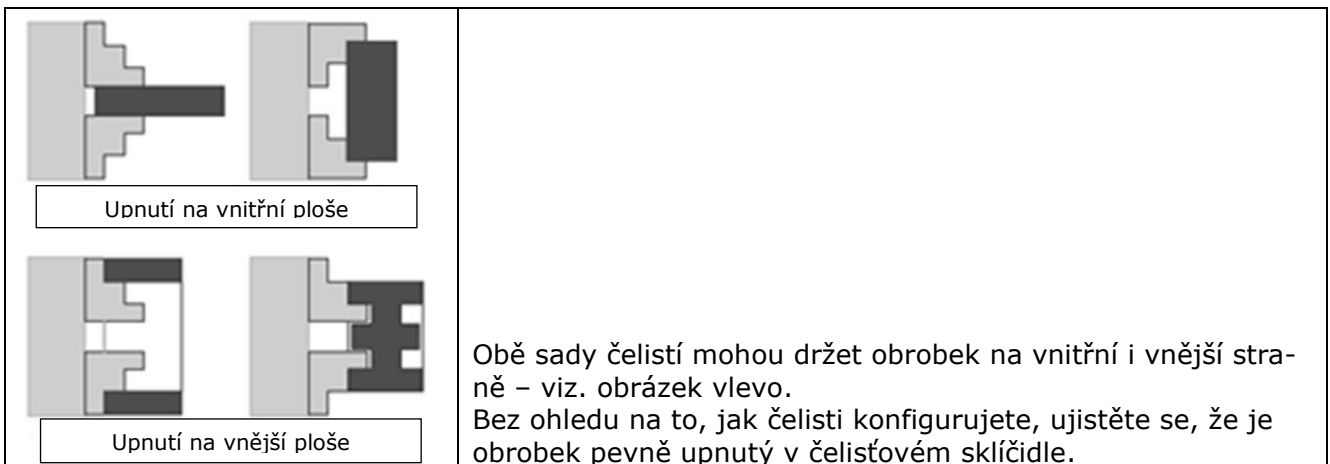 Upnutí na vnitřní ploše
Upnutí na vnější ploše
Obě sady čelistí mohou držet obrobek na vnitřní i vnější stra-
ně – viz. obrázek vlevo.
Bez ohledu na to, jak čelisti konfigurujete, ujistěte se, že je
obrobek pevně upnutý v čelisťovém sklíčidle.